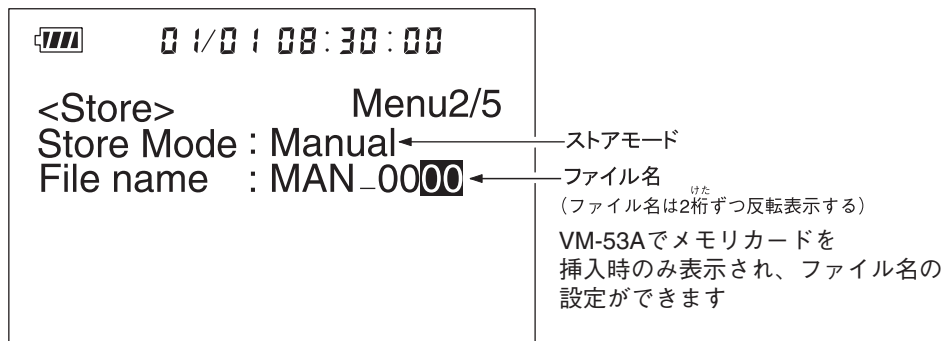 01/01 08:30:00
<Store> Menu2/5
Store Mode : Manual
ストアモード
File name : MAN_0000
ファイル名
けた
（ファイル名は2桁ずつ反転表示する）
VM-53Aでメモリカードを
挿入時のみ表示され、ファイル名の
設定ができます